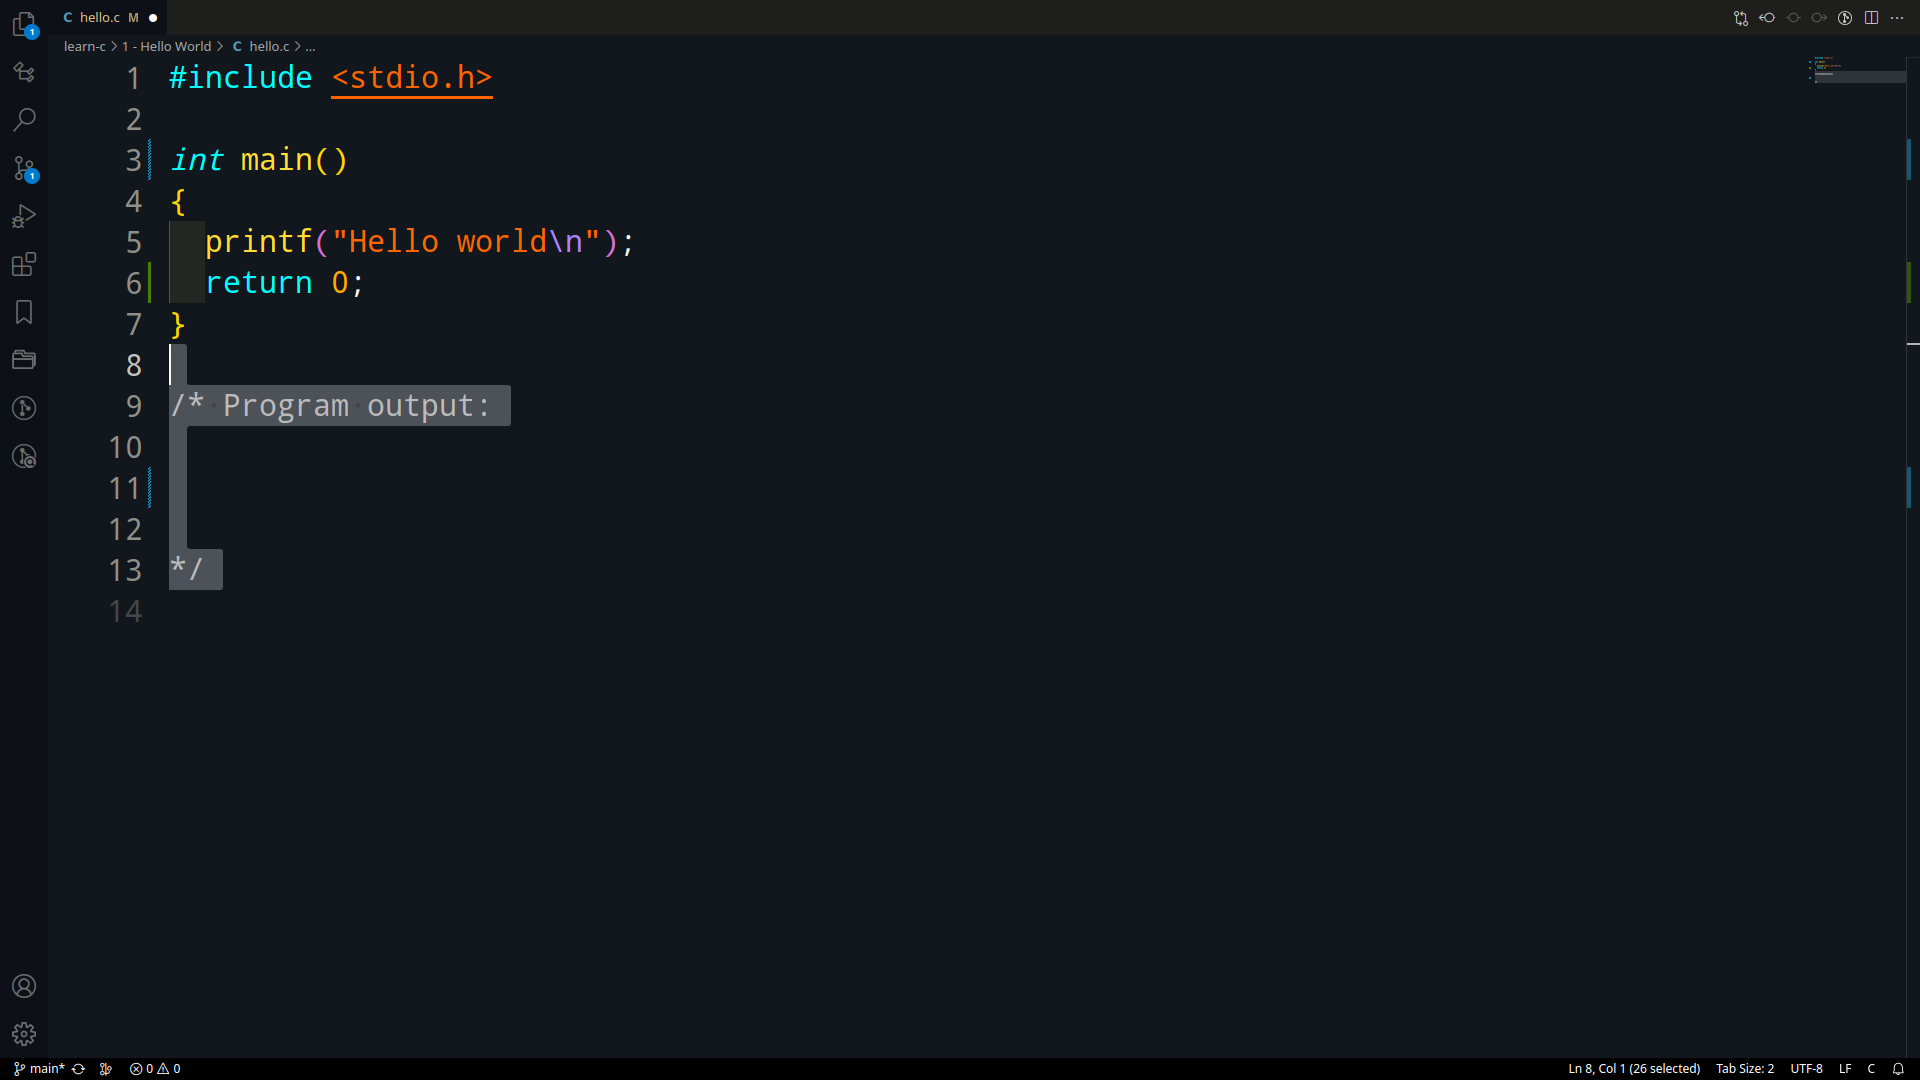 1
C hello.c M
learn-c > 1 - Hello World > C hello.c > ...
1 #include <stdio.h>
2
3 int main()
4 {
5 printf("Hello world\n");
6 return 0;
7 }
8
9 /* Program output:
10
11
12
13 */
14
1
main* 0 0 Ln 8, Col 1 (26 selected) Tab Size: 2 UTF-8 LF C